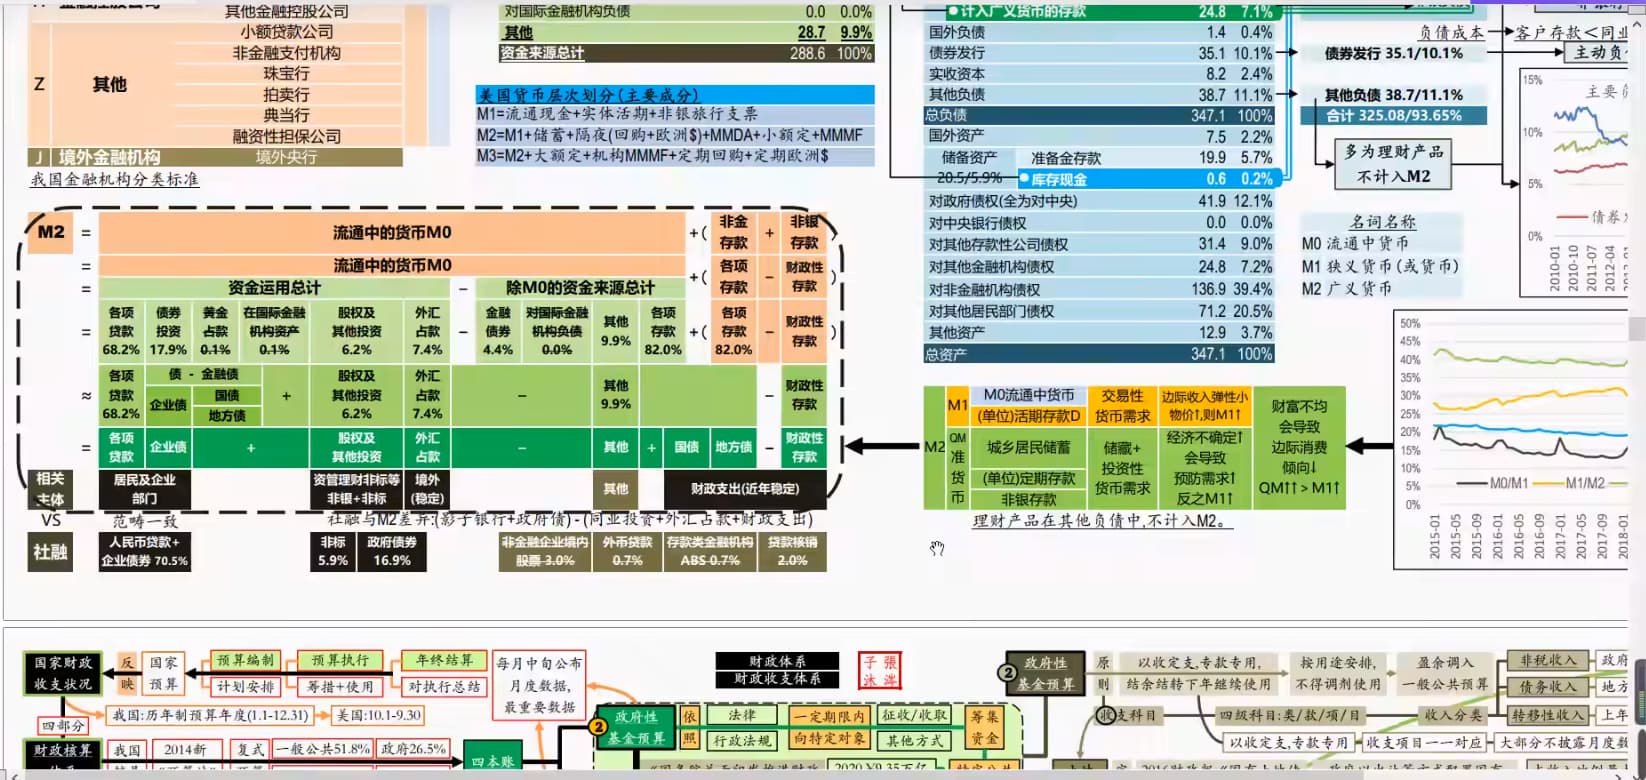 其他金融控股公司
小额贷款公司
非金融支付机构
珠宝行
拍卖行
典当行
融资性担保公司
Z 其他
J 境外金融机构 境外央行
我国金融机构分类标准
对国际金融机构负债 0.0 0.0%
其他 28.7 9.9%
资金来源总计 288.6 100%
美国货币层次划分(主要成分)
M1=流通现金+实体活期+非银旅行支票
M2=M1+储蓄+隔夜(回购+欧洲$)+MMDA+小额定+MMMF
M3=M2+大额定+机构MMMF+定期回购+定期欧洲$
计入广义货币的存款 24.8 7.1%
国外负债 1.4 0.4%
债券发行 35.1 10.1%
实收资本 8.2 2.4%
其他负债 38.7 11.1%
总负债 347.1 100%
国外资产 7.5 2.2%
储备资产 20.5/5.9%
准备金存款 19.9 5.7%
库存现金 0.6 0.2%
对政府债权(全为对中央) 41.9 12.1%
对中央银行债权 0.0 0.0%
对其他存款性公司债权 31.4 9.0%
对其他金融机构债权 24.8 7.2%
对非金融机构债权 136.9 39.4%
对其他居民部门债权 71.2 20.5%
其他资产 12.9 3.7%
总资产 347.1 100%
负债成本 客户存款<同业
债券发行 35.1/10.1%
主动负
其他负债 38.7/11.1%
合计 325.08/93.65%
多为理财产品
不计入M2
名词名称
M0 流通中货币
M1 狭义货币(或货币)
M2 广义货币
15%
10%
5%
0%
主要
债券
2010-01 2010-10 2011-07 2012-04
M2 = 流通中的货币M0 +( 非金存款 + 非银存款 )
= 流通中的货币M0 +( 各项存款 − 财政性存款 )
= 资金运用总计 − 除M0的资金来源总计
= 各项贷款 68.2% 债券投资 17.9% 黄金占款 0.1% 在国际金融机构资产 0.1% 股权及其他投资 6.2% 外汇占款 7.4% − 金融债券 4.4% 对国际金融机构负债 0.0% 其他 9.9% 各项存款 82.0% +( 各项存款 82.0% − 财政性存款 )
≈ 各项贷款 68.2% 债 - 金融债 企业债 国债 地方债 + 股权及其他投资 6.2% 外汇占款 7.4% − 其他 9.9% − 财政性存款
= 各项贷款 企业债 + 股权及其他投资 外汇占款 − 其他 + 国债 地方债 − 财政性存款
相关主体 居民及企业部门 资管理财非标等 非银+非标 境外(稳定) 其他 财政支出(近年稳定)
VS 范畴一致 社融与M2差异:(影子银行+政府债)-(同业投资+外汇占款+财政支出)
社融 人民币贷款+企业债券 70.5% 非标 5.9% 政府债券 16.9% 非金融企业境内股票 3.0% 外币贷款 0.7% 存款类金融机构ABS 0.7% 贷款核销 2.0%
M2
M1 M0流通中货币
(单位)活期存款D
交易性货币需求
边际收入弹性小
物价↑,则M1↑
QM准货币
城乡居民储蓄
(单位)定期存款
非银存款
储藏+投资性货币需求
经济不确定↑
会导致
预防需求↑
反之M1↑
财富不均
会导致
边际消费
倾向↓
QM↑↑ > M1↑
理财产品在其他负债中,不计入M2。
50%
45%
40%
35%
30%
25%
20%
15%
10%
5%
0%
M0/M1 M1/M2
2015-01 2015-05 2015-09 2016-01 2016-05 2016-09 2017-01 2017-05 2017-09 2018-01
国家财政收支状况
反映
国家预算
预算编制 预算执行 年终结算
计划安排 筹措+使用 对执行总结
我国:历年制预算年度(1.1-12.31) 美国:10.1-9.30
四部分
财政核算
我国 2014新 复式 一般公共51.8% 政府26.5%
四本账
每月中旬公布
月度数据,
最重要数据
财政体系
财政收支体系
2 政府性基金预算
依照
法律
行政法规
一定期限内
向特定对象
征收/收取
其他方式
筹集资金
2020 ¥9.35万亿
2 政府性基金预算
原则
以收定支,专款专用,
结余结转下年继续使用
按用途安排,
不得调剂使用
盈余调入
一般公共预算
收支科目 四级科目:类/款/项/目 收入分类
非税收入 政府
债务收入 地方
转移性收入 上年
以收定支,专款专用 收支项目一一对应 大部分不披露月度数